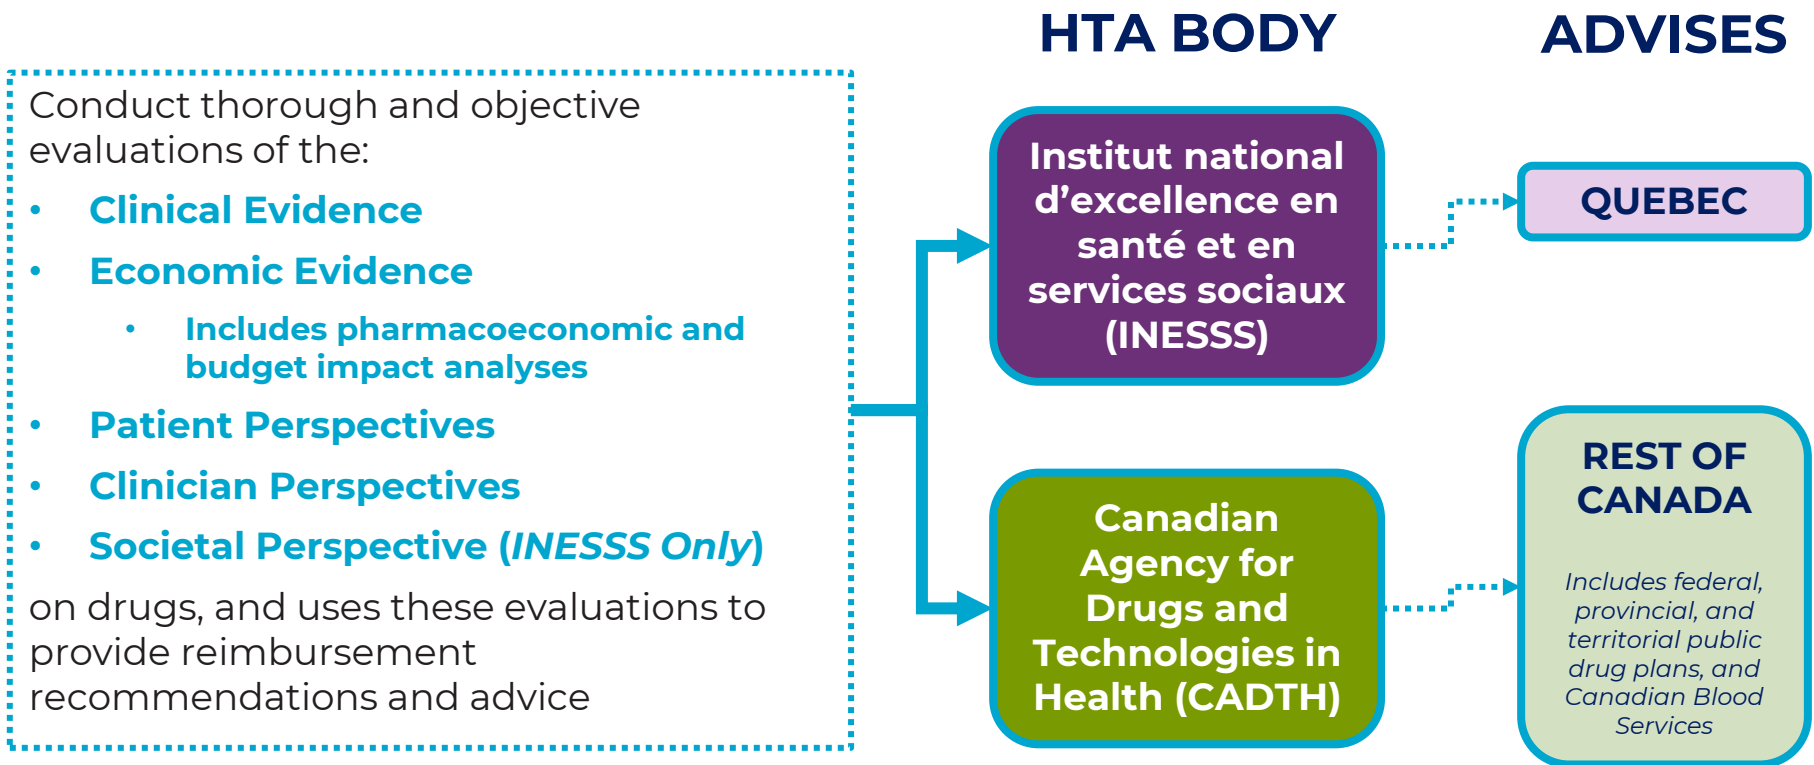 HTA BODY
ADVISES
Conduct thorough and objective
evaluations of the:
• Clinical Evidence
• Economic Evidence
• Includes pharmacoeconomic and
budget impact analyses
• Patient Perspectives
• Clinician Perspectives
• Societal Perspective (INESSS Only)
on drugs, and uses these evaluations to
provide reimbursement
recommendations and advice
Institut national
d’excellence en
santé et en
services sociaux
(INESSS)
QUEBEC
Canadian
Agency for
Drugs and
Technologies in
Health (CADTH)
REST OF
CANADA
Includes federal,
provincial, and
territorial public
drug plans, and
Canadian Blood
Services